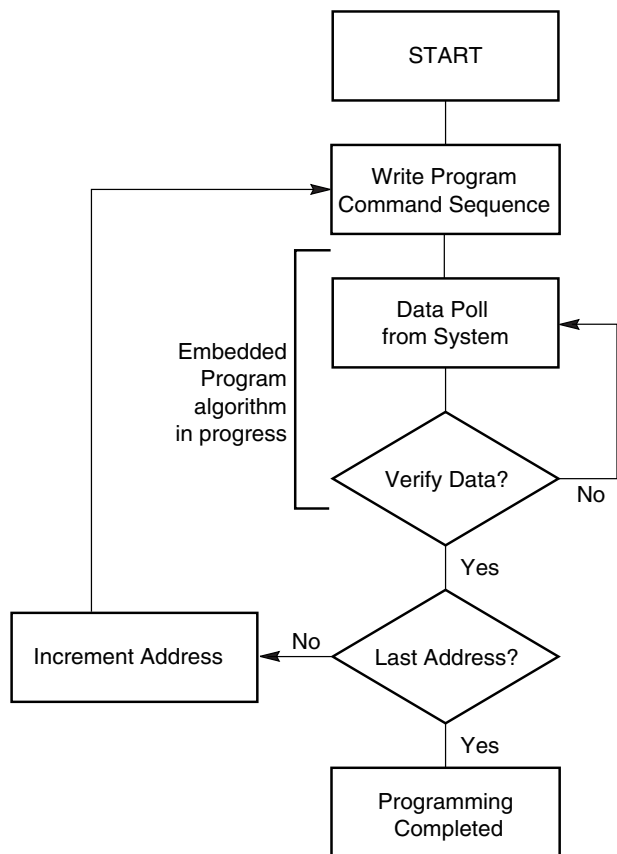 START
Write Program
Command Sequence
Data Poll
from System
Embedded
Program
algorithm
in progress
Verify Data?
No
Yes
No
Last Address?
Increment Address
Yes
Programming
Completed